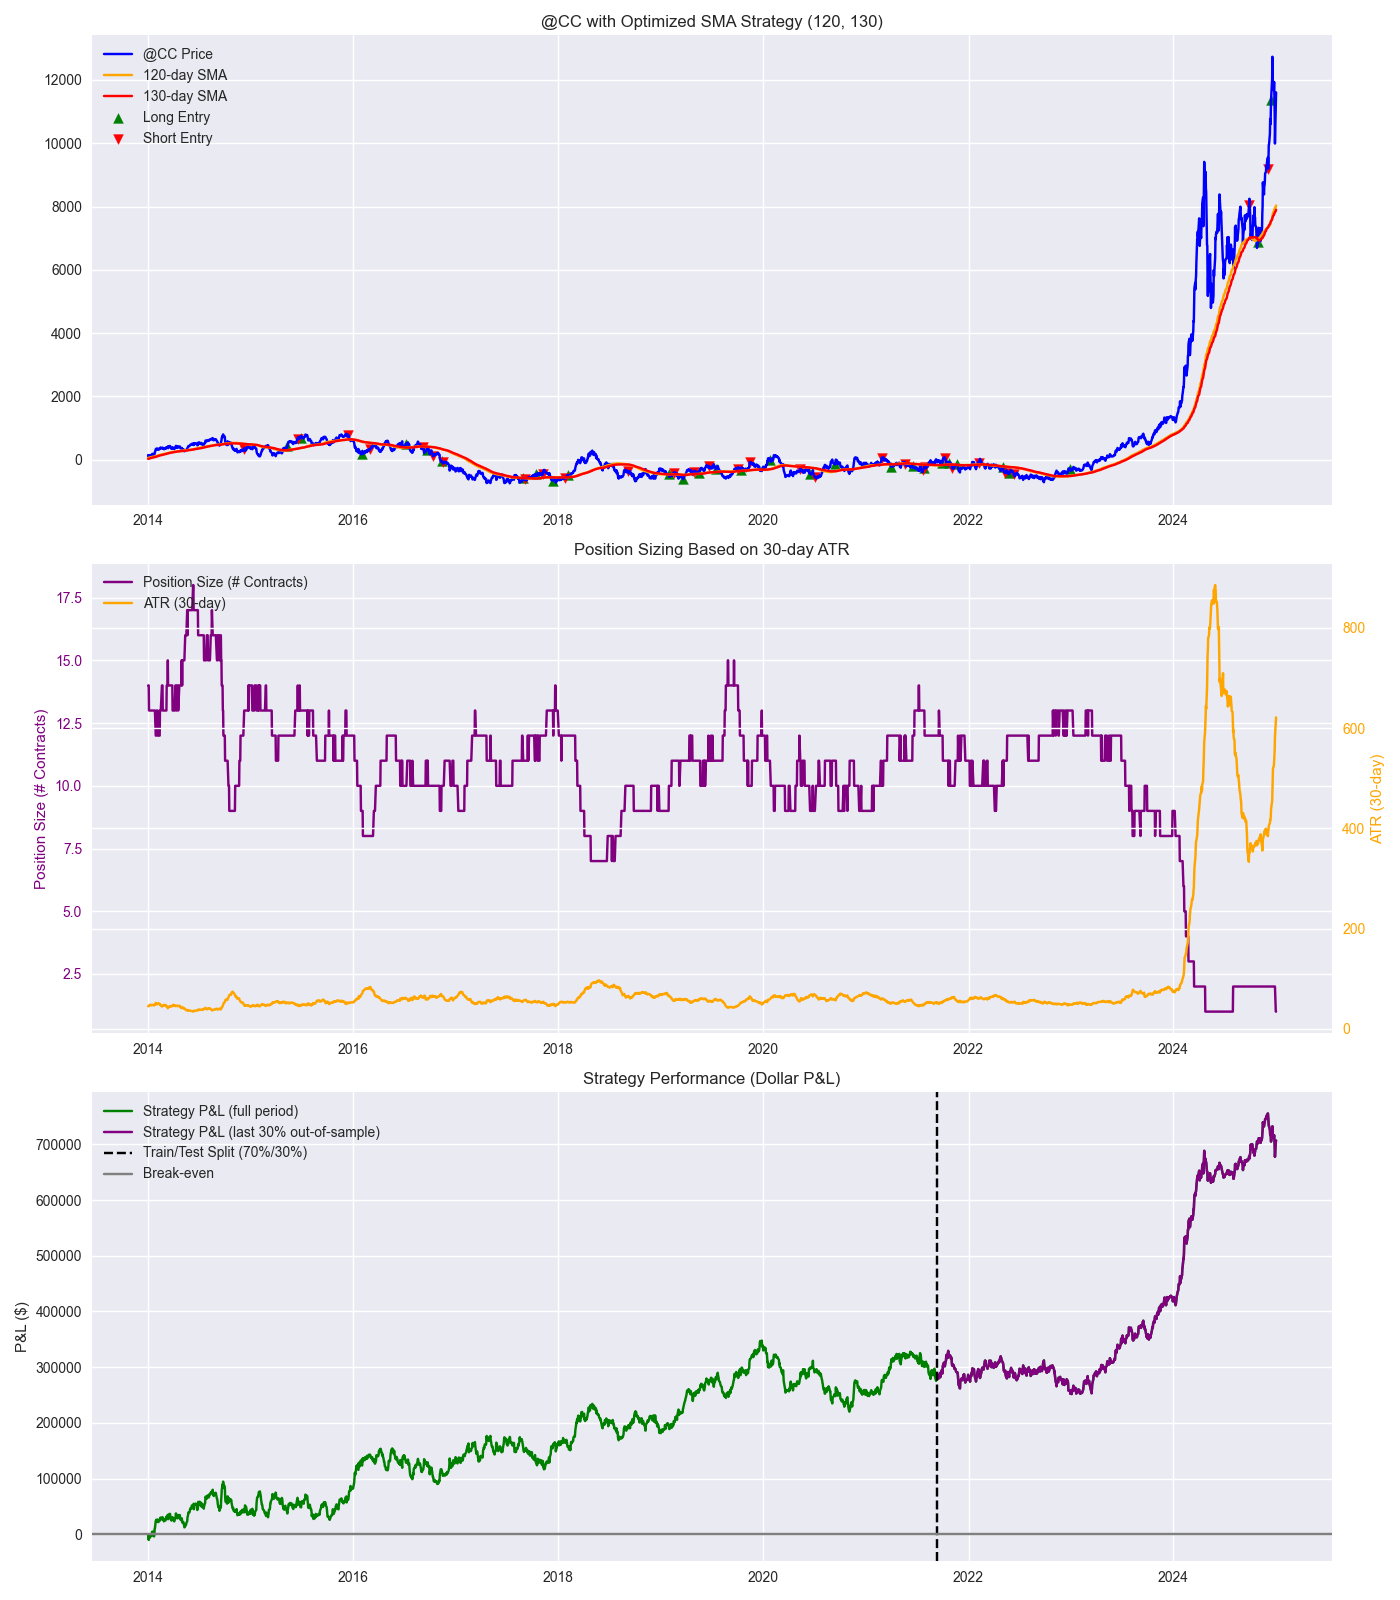 @CC with Optimized SMA Strategy (120, 130)
@CC Price
120-day SMA
130-day SMA
Long Entry
Short Entry
12000
10000
8000
6000
4000
2000
0
2014 2016 2018 2020 2022 2024
Position Sizing Based on 30-day ATR
Position Size (# Contracts)
ATR (30-day)
Position Size (# Contracts)
17.5
15.0
12.5
10.0
7.5
5.0
2.5
800
600
400
200
0
ATR (30-day)
2014 2016 2018 2020 2022 2024
Strategy Performance (Dollar P&L)
Strategy P&L (full period)
Strategy P&L (last 30% out-of-sample)
Train/Test Split (70%/30%)
Break-even
P&L ($)
700000
600000
500000
400000
300000
200000
100000
0
2014 2016 2018 2020 2022 2024